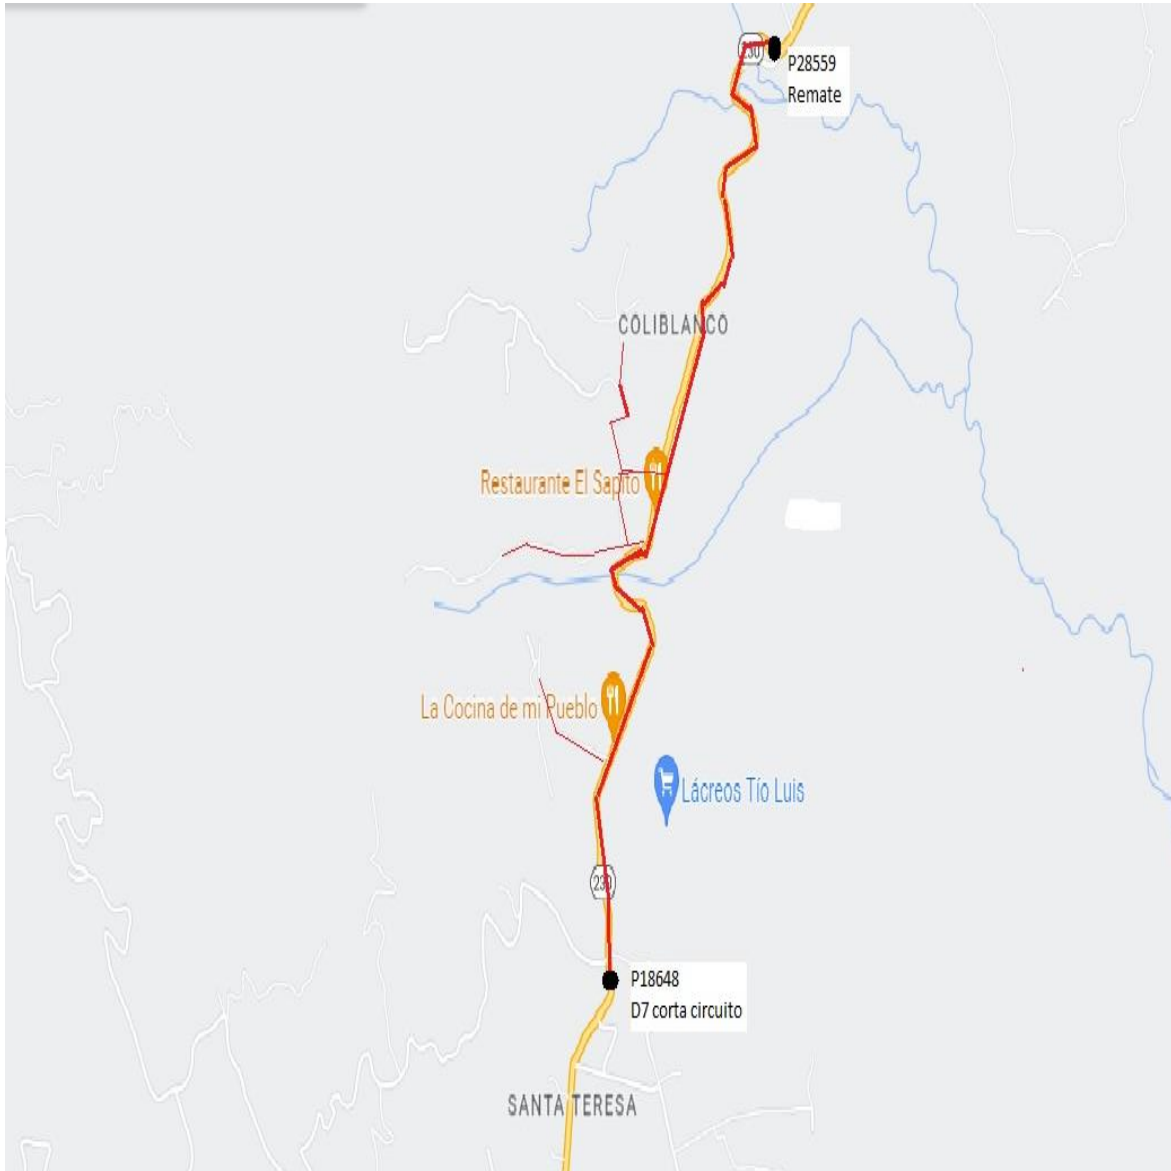 230
P28559
Remate
COLIBLANCO
Restaurante El Sapito
La Cocina de mi Pueblo
Lácreos Tío Luis
230
P18648
D7 corta circuito
SANTA TERESA